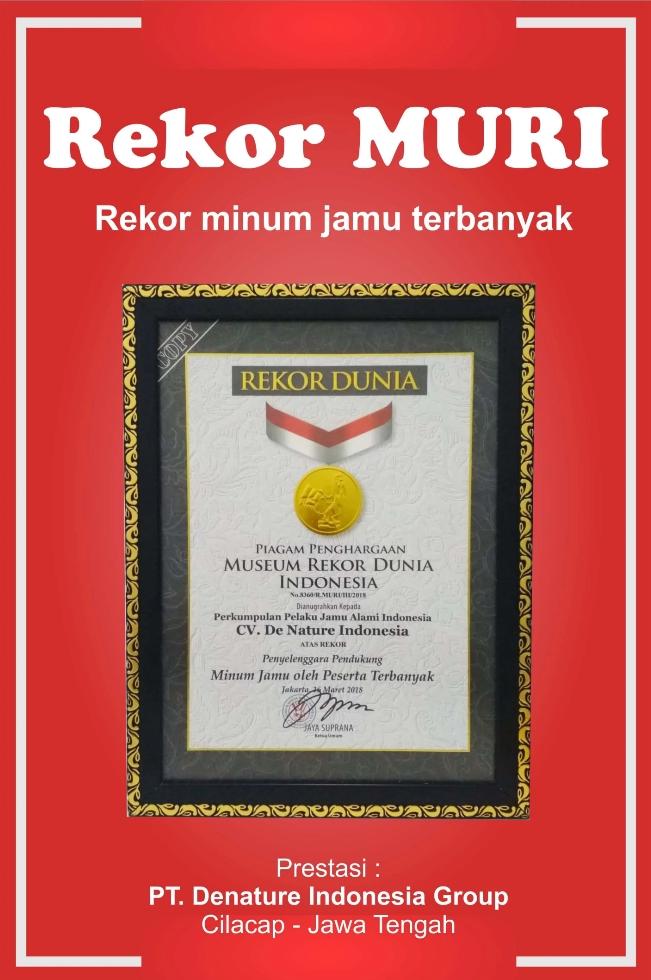 Rekor MURI
Rekor minum jamu terbanyak
COPY
REKOR DUNIA
PIAGAM PENGHARGAAN
MUSEUM REKOR DUNIA
INDONESIA
No.8360/R.MURI/III/2018
Dianugrahkan Kepada
Perkumpulan Pelaku Jamu Alami Indonesia
CV. De Nature Indonesia
ATAS REKOR
Penyelenggara Pendukung
Minum Jamu oleh Peserta Terbanyak
Jakarta, 16 Maret 2018
JAYA SUPRANA
Ketua Umum
Prestasi :
PT. Denature Indonesia Group
Cilacap - Jawa Tengah